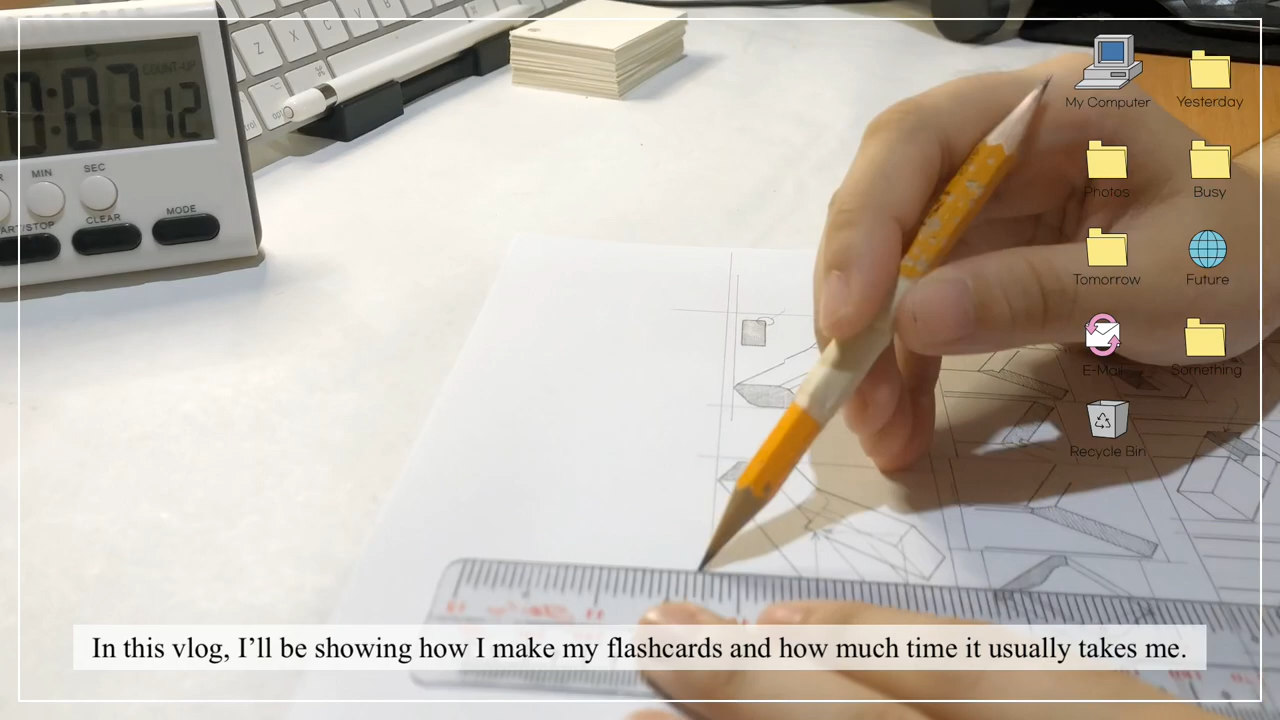 0:07 12
COUNT-UP
MIN
SEC
START/STOP
CLEAR
MODE
Z
X
C
V
My Computer
Yesterday
Photos
Busy
Tomorrow
Future
E-Mail
Something
Recycle Bin
11
In this vlog, I'll be showing how I make my flashcards and how much time it usually takes me.